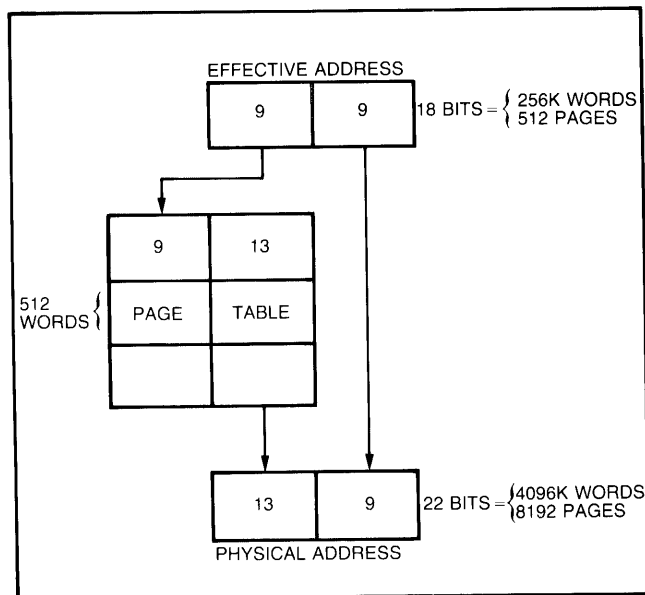 EFFECTIVE ADDRESS
9 9
18 BITS = { 256K WORDS
512 PAGES
9 13
512
WORDS {
PAGE TABLE
13 9
22 BITS = { 4096K WORDS
8192 PAGES
PHYSICAL ADDRESS